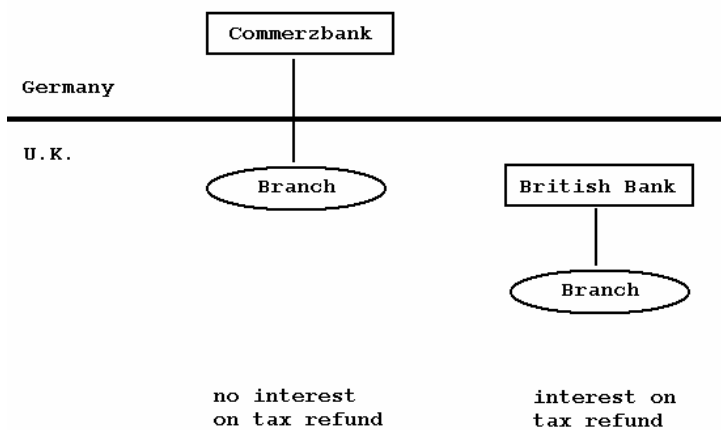 Commerzbank
Germany
U.K.
Branch
British Bank
Branch
no interest
on tax refund
interest on
tax refund